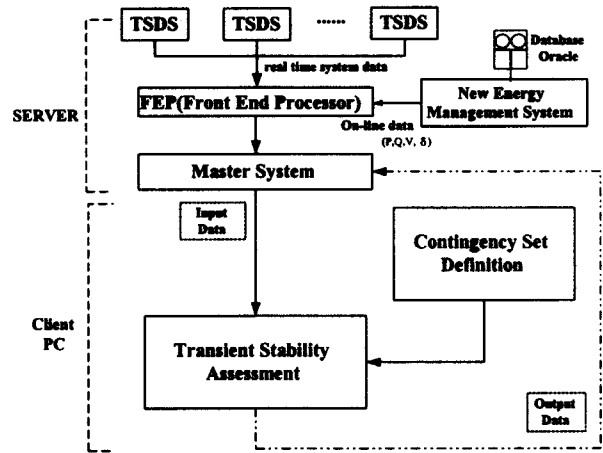 TSDS
TSDS
......
TSDS
Database
Oracle
real time system data
FEP(Front End Processor)
New Energy
Management System
SERVER
On-line data
(P,Q,V, δ)
Master System
Input
Data
Contingency Set
Definition
Client
PC
Transient Stability
Assessment
Output
Data